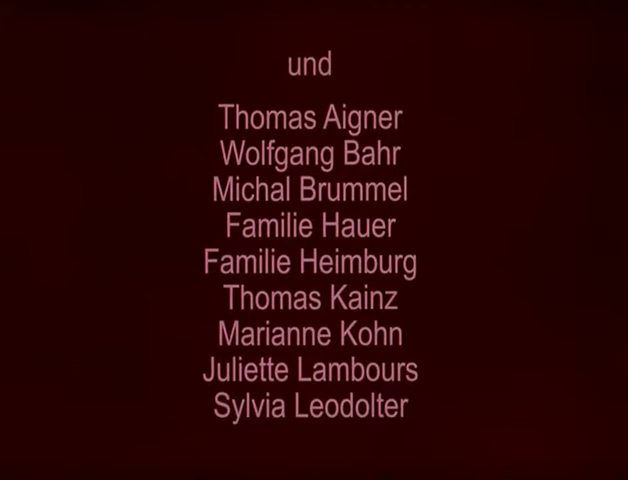 und
Thomas Aigner
Wolfgang Bahr
Michal Brummel
Familie Hauer
Familie Heimburg
Thomas Kainz
Marianne Kohn
Juliette Lambours
Sylvia Leodolter